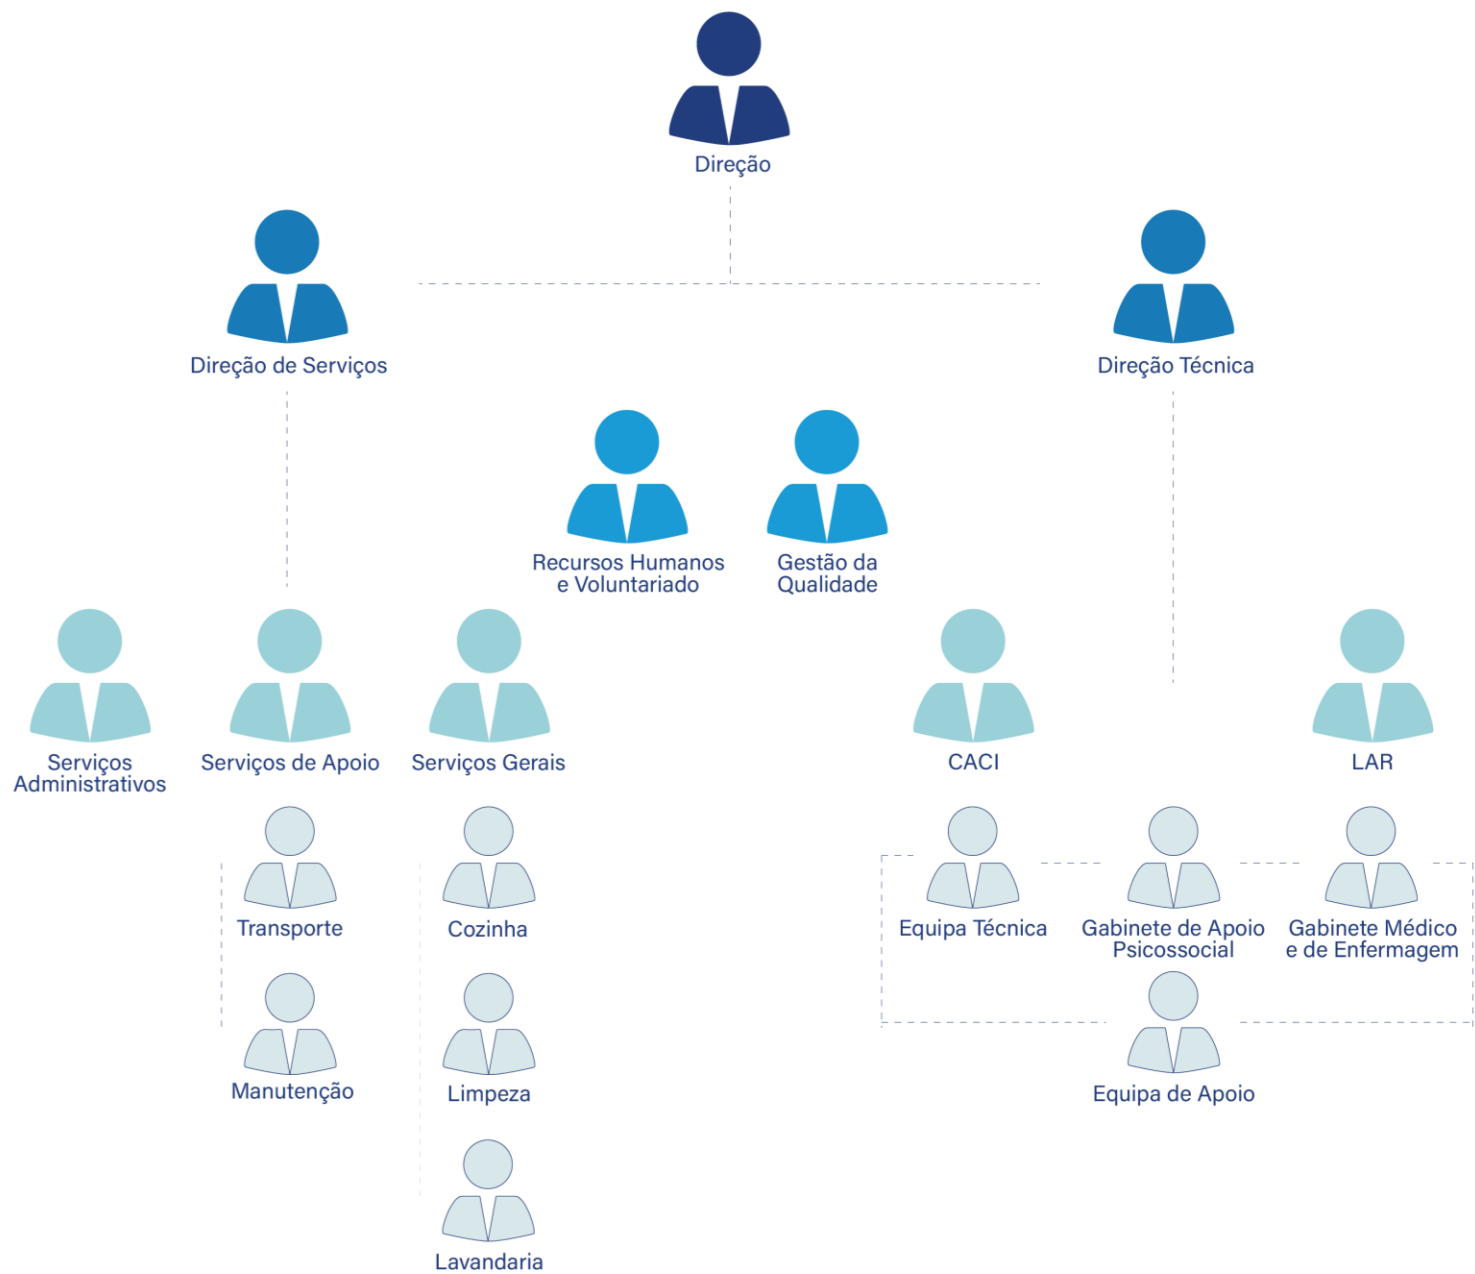 Direção
Direção de Serviços
Direção Técnica
Recursos Humanos
e Voluntariado
Gestão da
Qualidade
Serviços
Administrativos
Serviços de Apoio
Serviços Gerais
CACI
LAR
Transporte
Cozinha
Equipa Técnica
Gabinete de Apoio
Psicossocial
Gabinete Médico
e de Enfermagem
Manutenção
Limpeza
Equipa de Apoio
Lavandaria